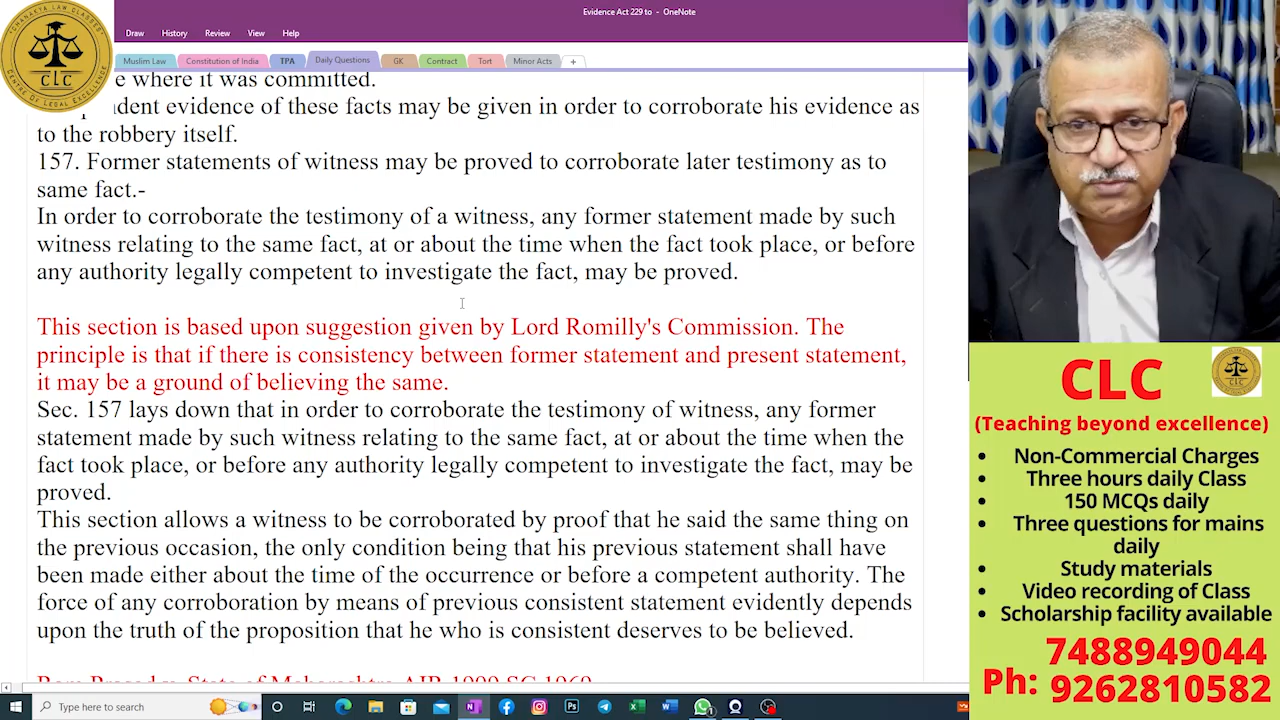 Evidence Act 229 to - OneNote
Draw History Review View Help
Muslim Law Constitution of India TPA Daily Questions GK Contract Tort Minor Acts +
"CHANAKYA LAW CLASSES"
CLC
CENTRE OF LEGAL EXCELLENCE
e where it was committed.
dent evidence of these facts may be given in order to corroborate his evidence as
to the robbery itself.
157. Former statements of witness may be proved to corroborate later testimony as to
same fact.-
In order to corroborate the testimony of a witness, any former statement made by such
witness relating to the same fact, at or about the time when the fact took place, or before
any authority legally competent to investigate the fact, may be proved.
This section is based upon suggestion given by Lord Romilly's Commission. The
principle is that if there is consistency between former statement and present statement,
it may be a ground of believing the same.
Sec. 157 lays down that in order to corroborate the testimony of witness, any former
statement made by such witness relating to the same fact, at or about the time when the
fact took place, or before any authority legally competent to investigate the fact, may be
proved.
This section allows a witness to be corroborated by proof that he said the same thing on
the previous occasion, the only condition being that his previous statement shall have
been made either about the time of the occurrence or before a competent authority. The
force of any corroboration by means of previous consistent statement evidently depends
upon the truth of the proposition that he who is consistent deserves to be believed.
Type here to search
CLC
(Teaching beyond excellence)
• Non-Commercial Charges
• Three hours daily Class
• 150 MCQs daily
• Three questions for mains
daily
• Study materials
• Video recording of Class
• Scholarship facility available
Ph: 7488949044
9262810582